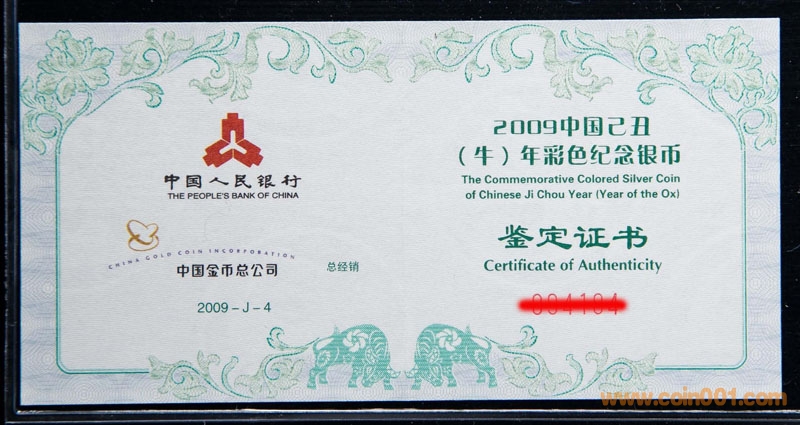 中国人民银行
THE PEOPLE'S BANK OF CHINA
CHINA GOLD COIN INCORPORATION
中国金币总公司
总经销
2009-J-4
2009中国己丑
（牛）年彩色纪念银币
The Commemorative Colored Silver Coin
of Chinese Ji Chou Year (Year of the Ox)
鉴定证书
Certificate of Authenticity
www.coin001.com